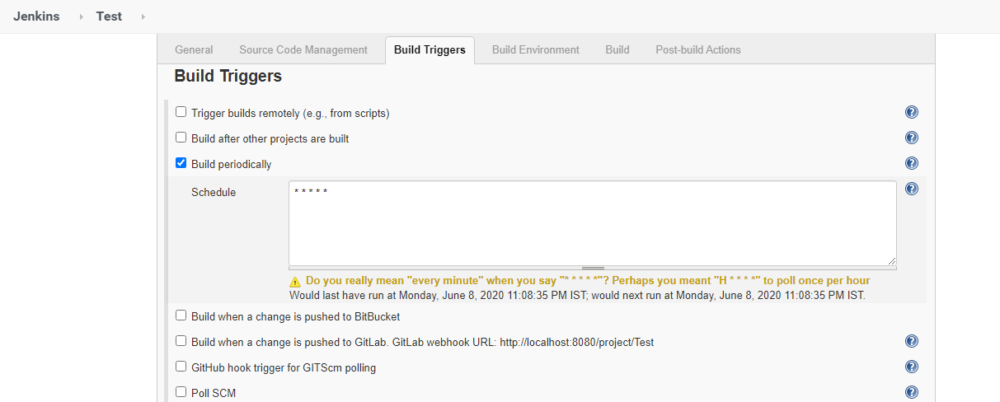 Jenkins Test
General Source Code Management Build Triggers Build Environment Build Post-build Actions
Build Triggers
Trigger builds remotely (e.g., from scripts) ?
Build after other projects are built ?
Build periodically ?
Schedule * * * * * ?
Do you really mean "every minute" when you say "* * * * *"? Perhaps you meant "H * * * *" to poll once per hour
Would last have run at Monday, June 8, 2020 11:08:35 PM IST; would next run at Monday, June 8, 2020 11:08:35 PM IST.
Build when a change is pushed to BitBucket
Build when a change is pushed to GitLab. GitLab webhook URL: http://localhost:8080/project/Test ?
GitHub hook trigger for GITScm polling ?
Poll SCM ?